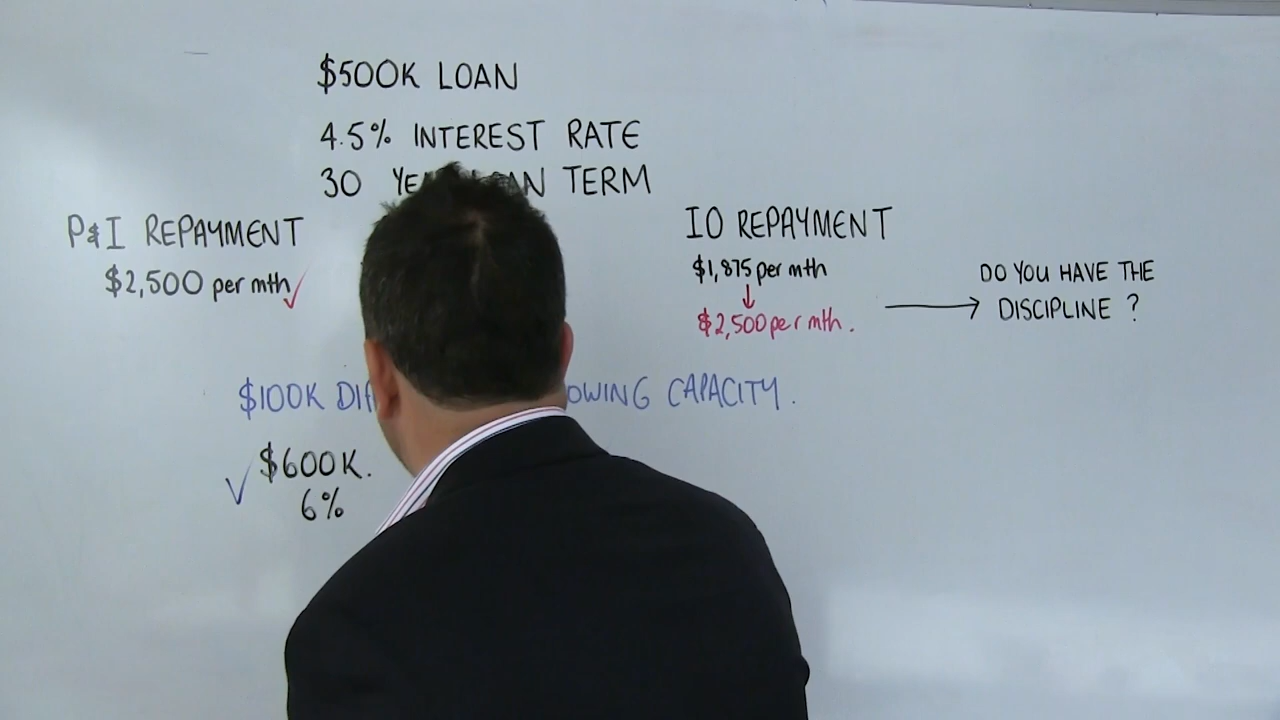 $500K LOAN
4.5% INTEREST RATE
30 TERM
P&I REPAYMENT
$2,500 per mth
IO REPAYMENT
$1,875 per mth
$2,500 per mth.
DO YOU HAVE THE
DISCIPLINE ?
$100K CAPACITY.
$600K.
6%